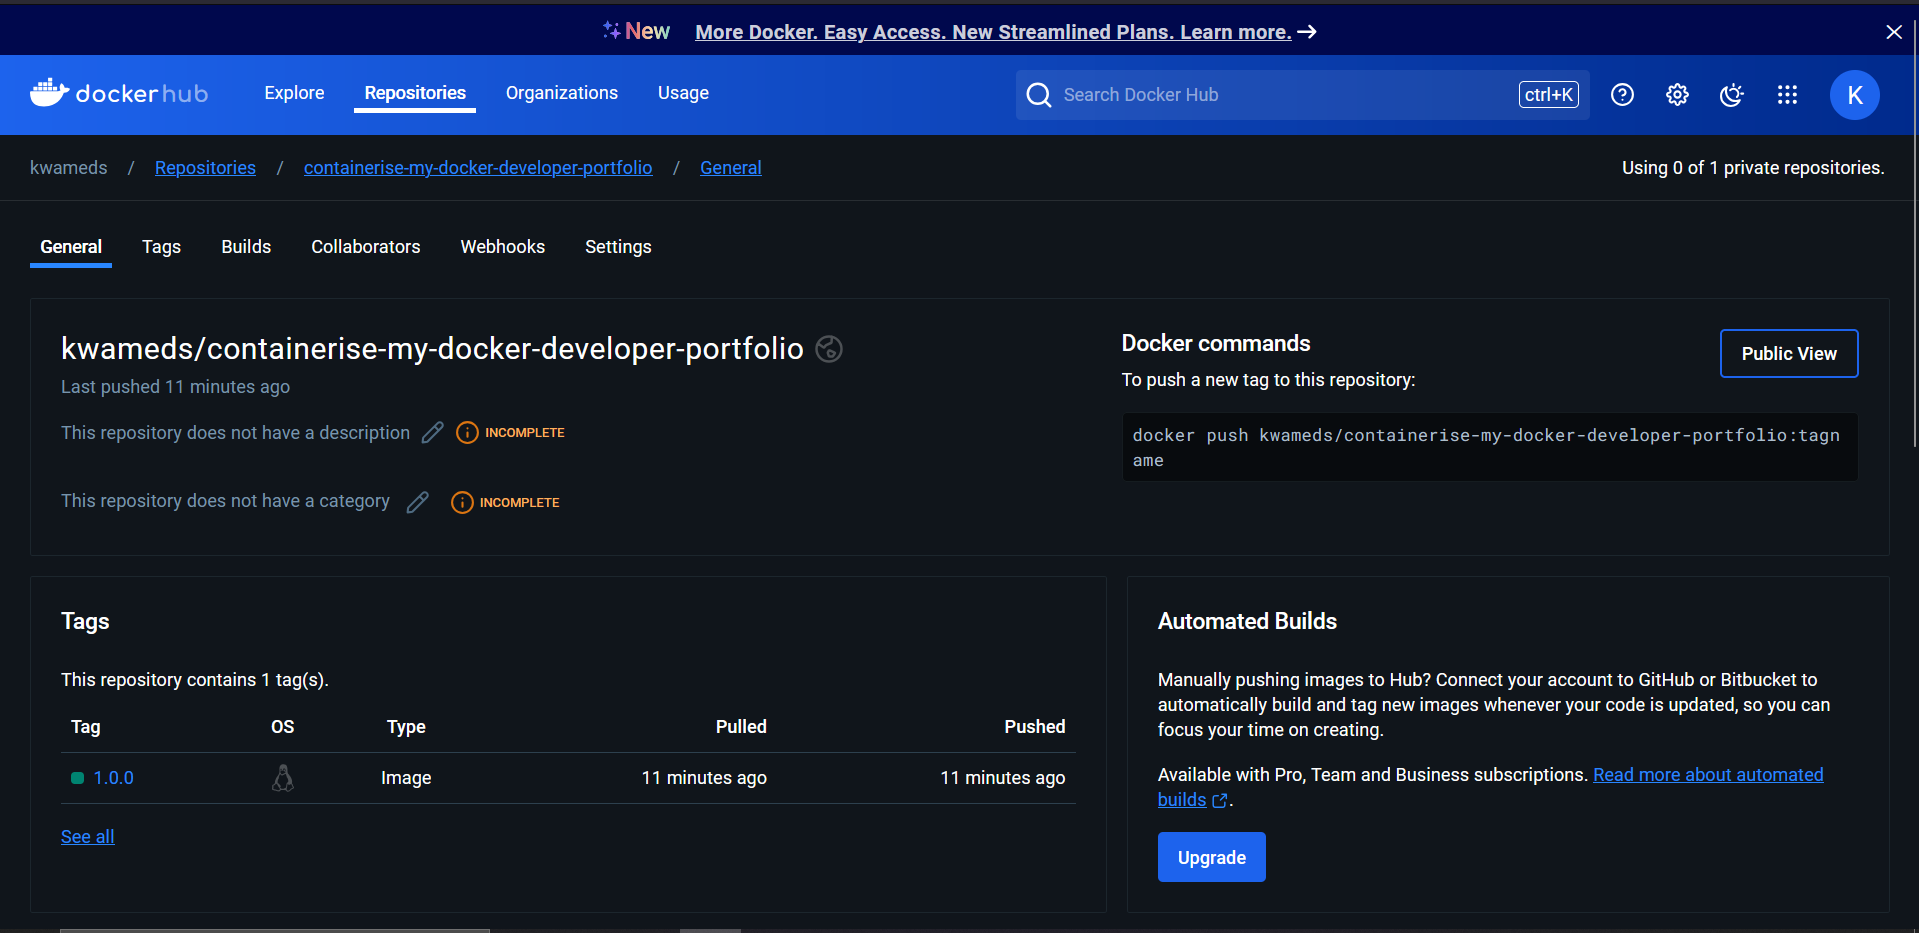 New More Docker. Easy Access. New Streamlined Plans. Learn more.
docker hub Explore Repositories Organizations Usage Search Docker Hub ctrl+K K
kwameds / Repositories / containerise-my-docker-developer-portfolio / General Using 0 of 1 private repositories.
General Tags Builds Collaborators Webhooks Settings
kwameds/containerise-my-docker-developer-portfolio
Last pushed 11 minutes ago
This repository does not have a description INCOMPLETE
This repository does not have a category INCOMPLETE
Docker commands
Public View
To push a new tag to this repository:
docker push kwameds/containerise-my-docker-developer-portfolio:tagn
ame
Tags
This repository contains 1 tag(s).
Tag OS Type Pulled Pushed
1.0.0 Image 11 minutes ago 11 minutes ago
See all
Automated Builds
Manually pushing images to Hub? Connect your account to GitHub or Bitbucket to
automatically build and tag new images whenever your code is updated, so you can
focus your time on creating.
Available with Pro, Team and Business subscriptions. Read more about automated
builds .
Upgrade